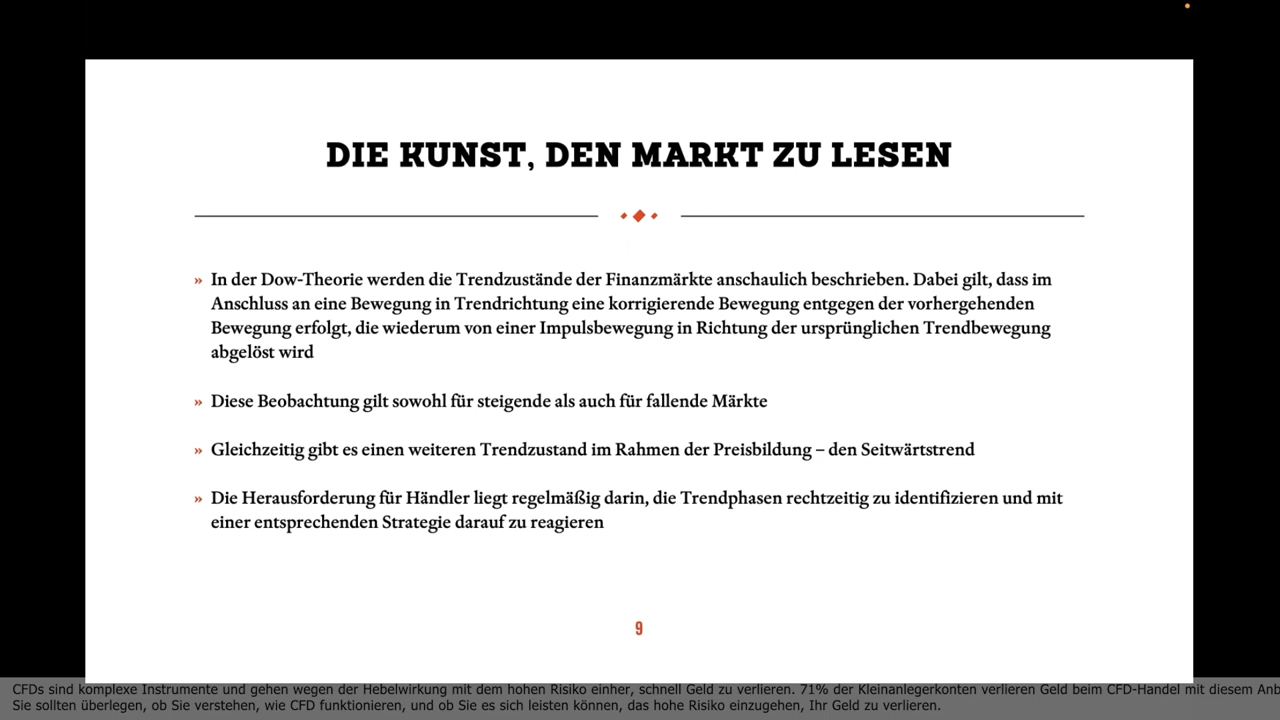 DIE KUNST, DEN MARKT ZU LESEN
» In der Dow-Theorie werden die Trendzustände der Finanzmärkte anschaulich beschrieben. Dabei gilt, dass im
Anschluss an eine Bewegung in Trendrichtung eine korrigierende Bewegung entgegen der vorhergehenden
Bewegung erfolgt, die wiederum von einer Impulsbewegung in Richtung der ursprünglichen Trendbewegung
abgelöst wird
» Diese Beobachtung gilt sowohl für steigende als auch für fallende Märkte
» Gleichzeitig gibt es einen weiteren Trendzustand im Rahmen der Preisbildung – den Seitwärtstrend
» Die Herausforderung für Händler liegt regelmäßig darin, die Trendphasen rechtzeitig zu identifizieren und mit
einer entsprechenden Strategie darauf zu reagieren
9
CFDs sind komplexe Instrumente und gehen wegen der Hebelwirkung mit dem hohen Risiko einher, schnell Geld zu verlieren. 71% der Kleinanlegerkonten verlieren Geld beim CFD-Handel mit diesem Anb
Sie sollten überlegen, ob Sie verstehen, wie CFD funktionieren, und ob Sie es sich leisten können, das hohe Risiko einzugehen, Ihr Geld zu verlieren.